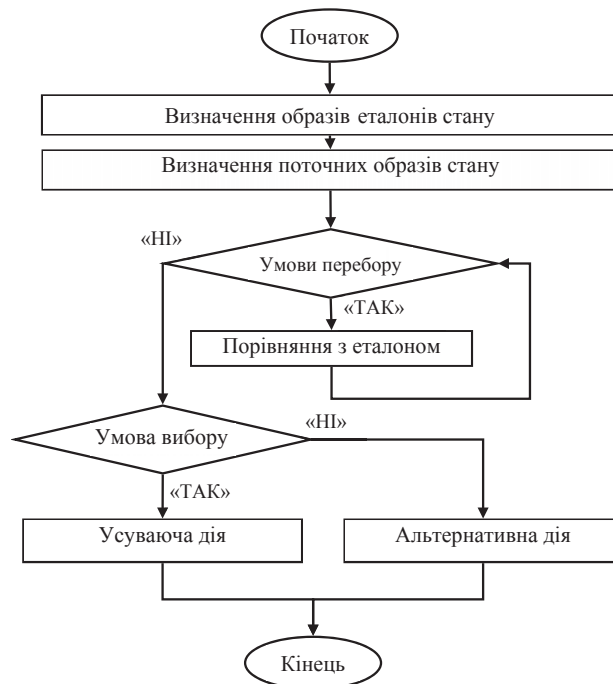 Початок
Визначення образів еталонів стану
Визначення поточних образів стану
«НІ»
Умови перебору
«ТАК»
Порівняння з еталоном
Умова вибору
«НІ»
«ТАК»
Усуваюча дія
Альтернативна дія
Кінець